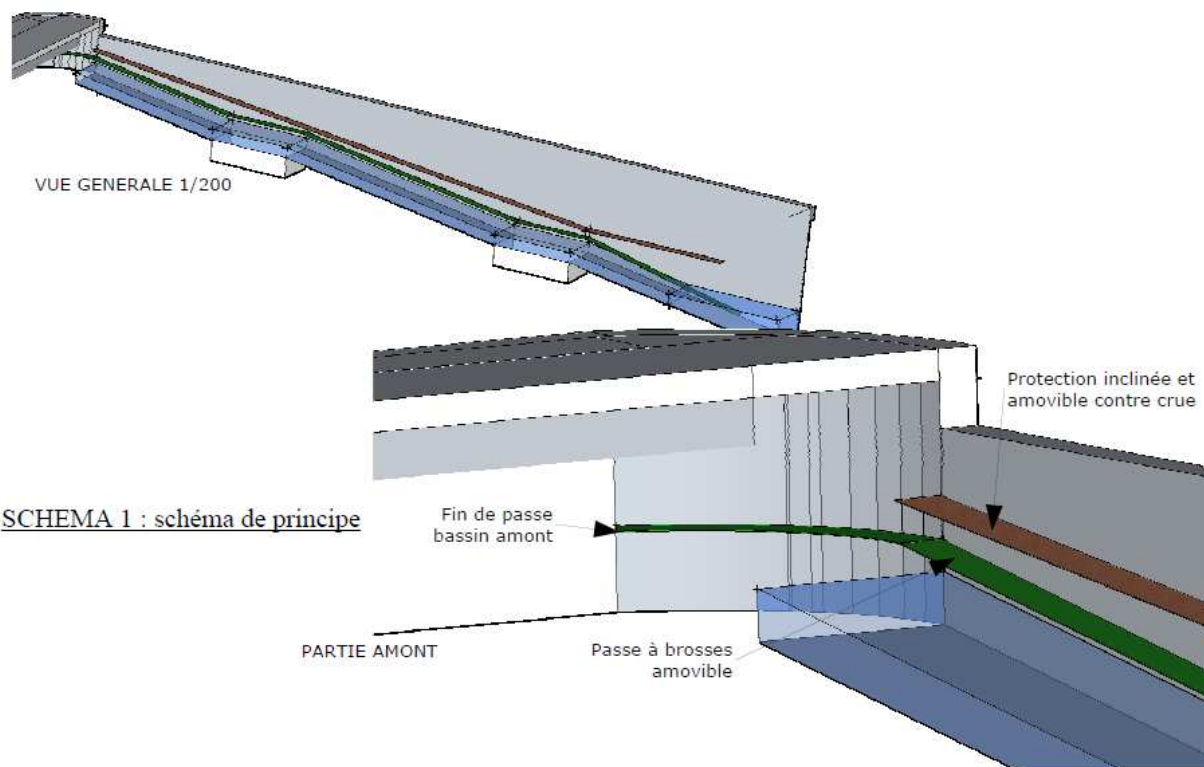 VUE GENERALE 1/200
Protection inclinée et
amovible contre crue
SCHEMA 1 : schéma de principe
Fin de passe
bassin amont
PARTIE AMONT
Passe à brosses
amovible